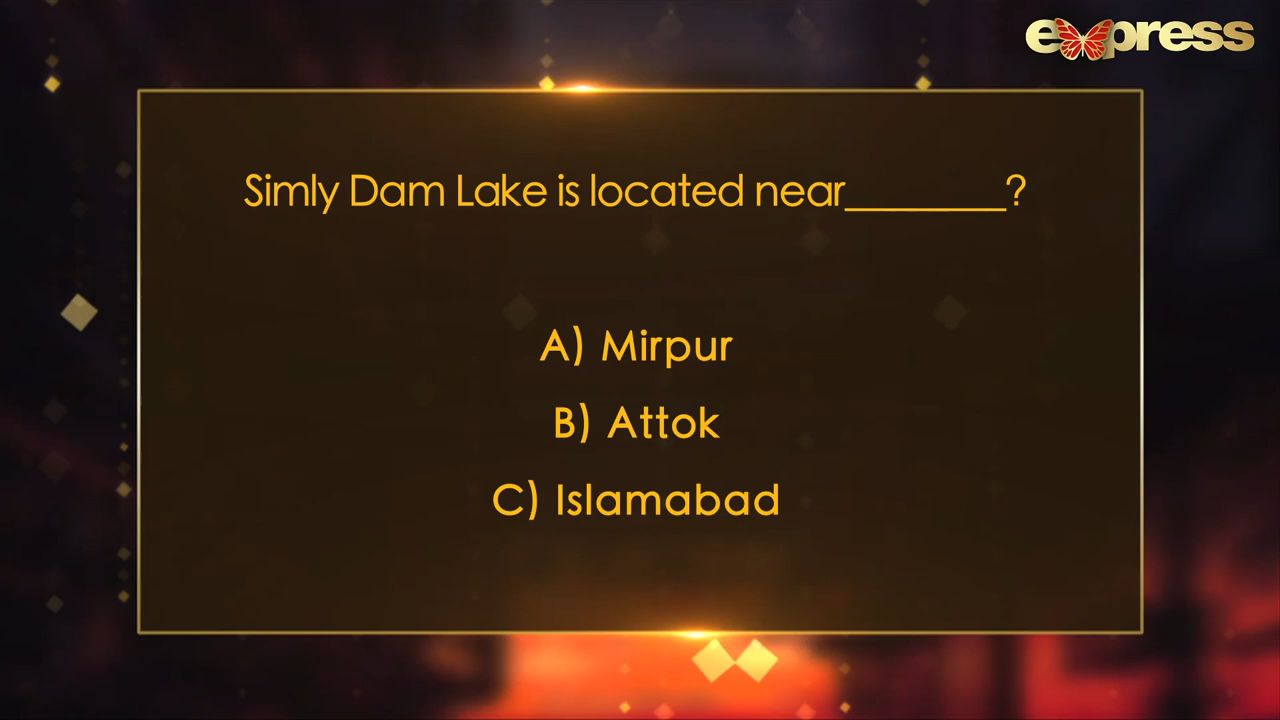 express
Simly Dam Lake is located near________?
A) Mirpur
B) Attok
C) Islamabad